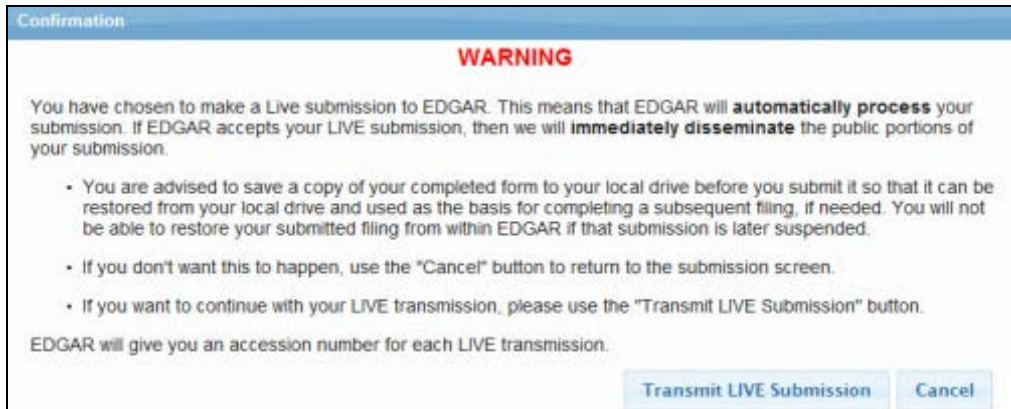 Confirmation
WARNING
You have chosen to make a Live submission to EDGAR. This means that EDGAR will automatically process your
submission. If EDGAR accepts your LIVE submission, then we will immediately disseminate the public portions of
your submission.
• You are advised to save a copy of your completed form to your local drive before you submit it so that it can be
restored from your local drive and used as the basis for completing a subsequent filing, if needed. You will not
be able to restore your submitted filing from within EDGAR if that submission is later suspended.
• If you don't want this to happen, use the "Cancel" button to return to the submission screen.
• If you want to continue with your LIVE transmission, please use the "Transmit LIVE Submission" button.
EDGAR will give you an accession number for each LIVE transmission.
Transmit LIVE Submission Cancel